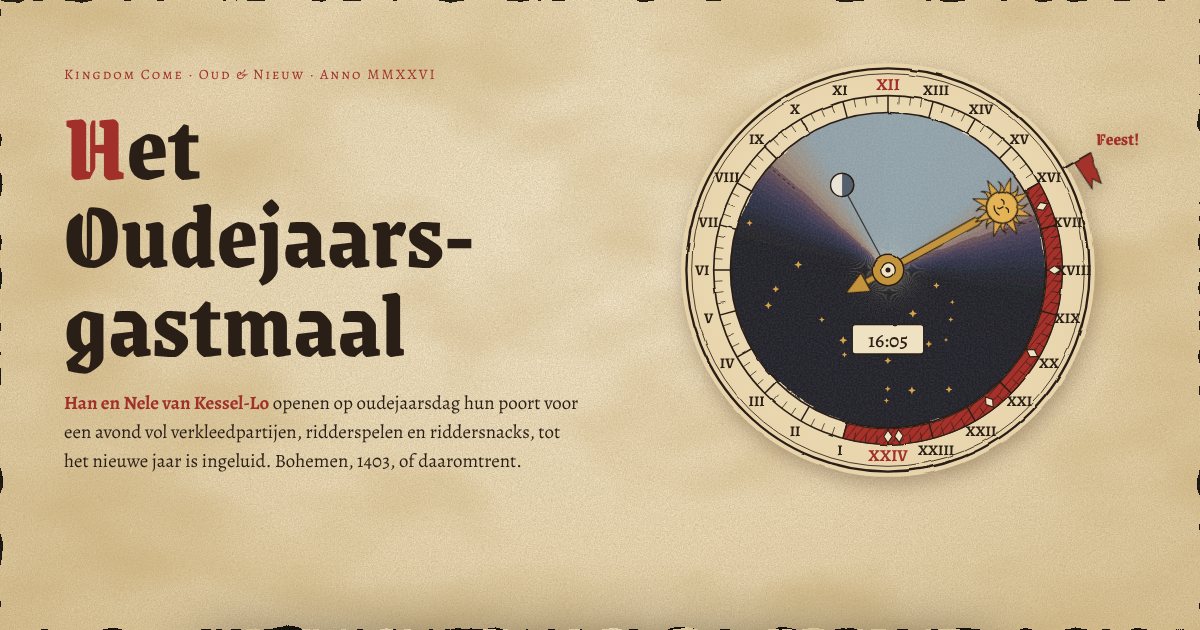 Kingdom Come · Oud & Nieuw · Anno MMXXVI
Het
Oudejaars-
gastmaal
Han en Nele van Kessel-Lo openen op oudejaarsdag hun poort voor
een avond vol verkleedpartijen, ridderspelen en riddersnacks, tot
het nieuwe jaar is ingeluid. Bohemen, 1403, of daaromtrent.
XII
XIII
XIV
XV
XVI
XVII
XVIII
XIX
XX
XXI
XXII
XXIII
XXIV
I
II
III
IV
V
VI
VII
VIII
IX
X
XI
Feest!
16:05